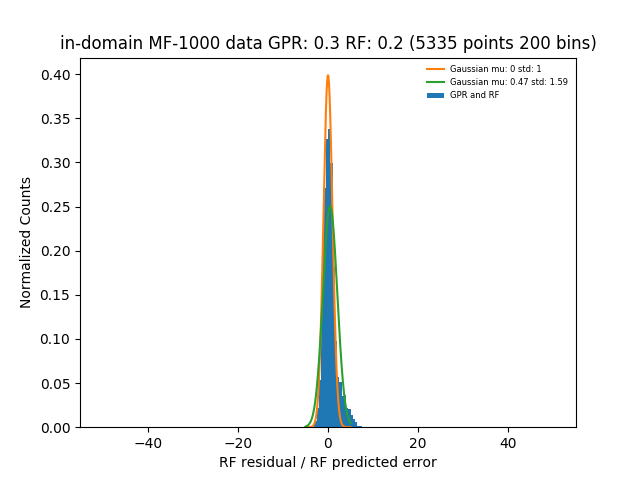 in-domain MF-1000 data GPR: 0.3 RF: 0.2 (5335 points 200 bins)
Gaussian mu: 0 std: 1
Gaussian mu: 0.47 std: 1.59
GPR and RF
Normalized Counts
0.40
0.35
0.30
0.25
0.20
0.15
0.10
0.05
0.00
−40 −20 0 20 40
RF residual / RF predicted error